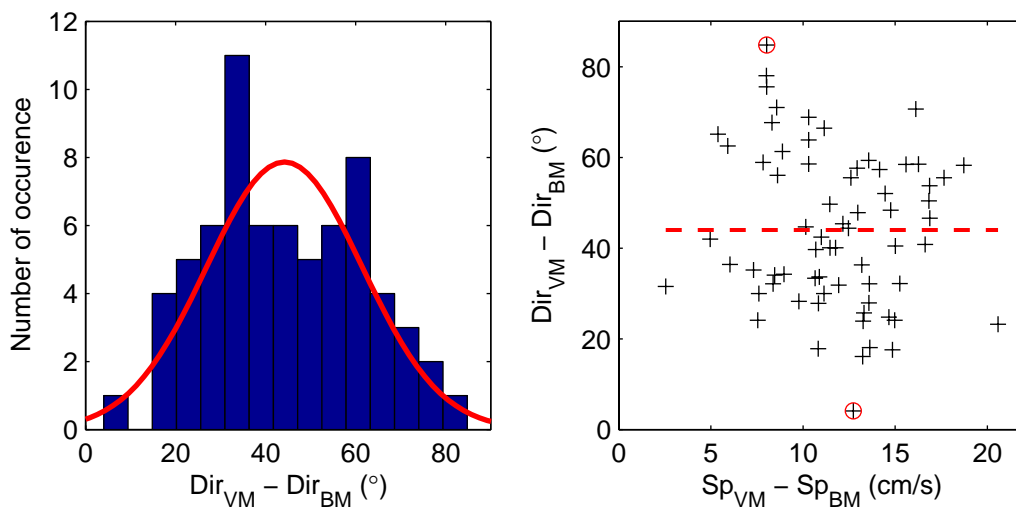 12
10
8
6
4
2
0
0 20 40 60 80
Number of occurence
Dir_VM – Dir_BM (°)
80
60
40
20
0
0 5 10 15 20
Dir_VM – Dir_BM (°)
Sp_VM – Sp_BM (cm/s)